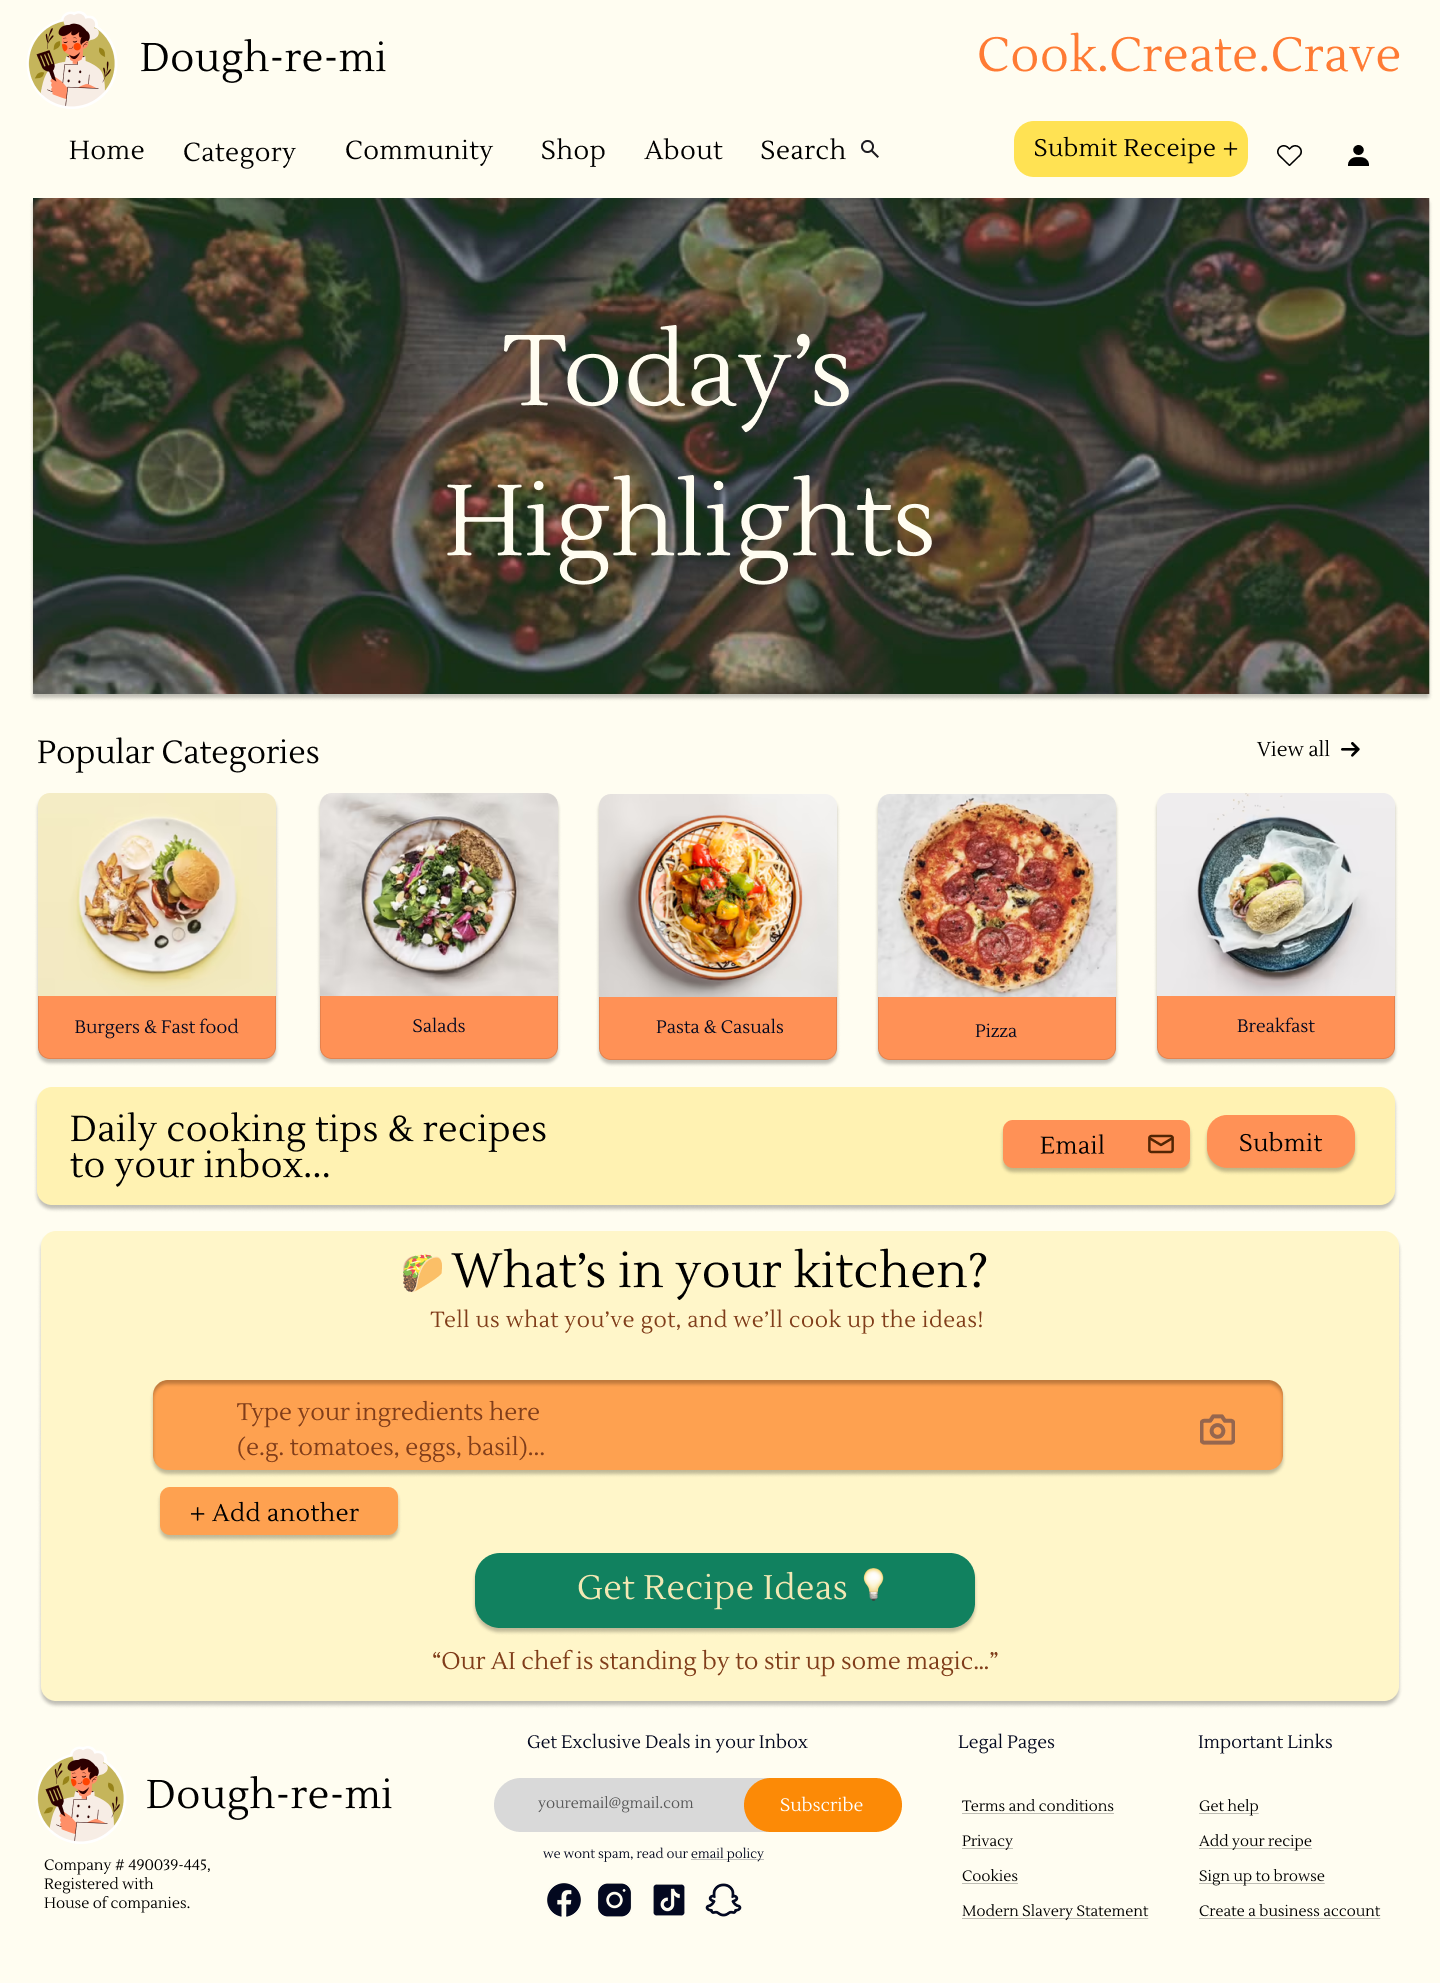 Dough-re-mi
Cook.Create.Crave
Home Category Community Shop About Search Submit Receipe +
Today’s
Highlights
Popular Categories
View all
Burgers & Fast food
Salads
Pasta & Casuals
Pizza
Breakfast
Daily cooking tips & recipes
to your inbox...
Email
Submit
What’s in your kitchen?
Tell us what you’ve got, and we’ll cook up the ideas!
Type your ingredients here
(e.g. tomatoes, eggs, basil)...
+ Add another
Get Recipe Ideas
“Our AI chef is standing by to stir up some magic...”
Dough-re-mi
Company # 490039-445,
Registered with
House of companies.
Get Exclusive Deals in your Inbox
youremail@gmail.com
Subscribe
we wont spam, read our email policy
Legal Pages
Terms and conditions
Privacy
Cookies
Modern Slavery Statement
Important Links
Get help
Add your recipe
Sign up to browse
Create a business account